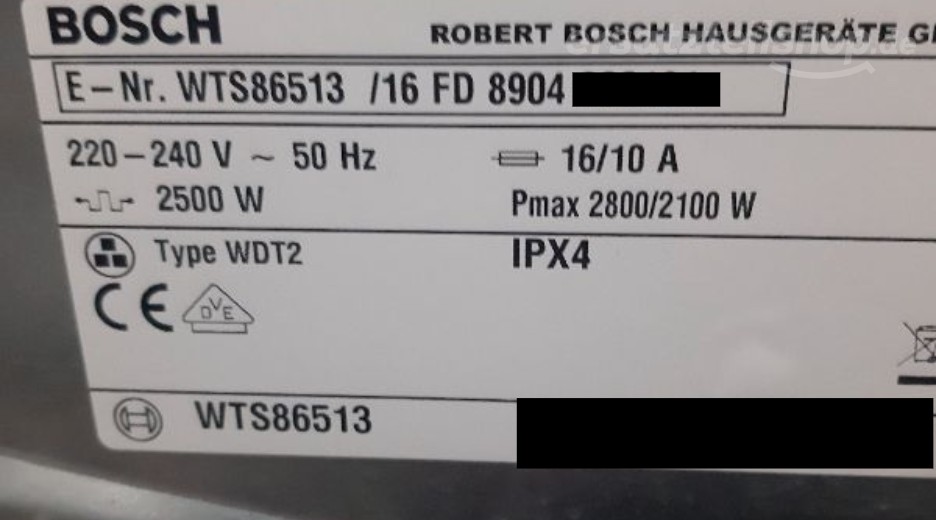 BOSCH ROBERT BOSCH HAUSGERÄTE G
E-Nr. WTS86513 /16 FD 8904
220-240 V ~ 50 Hz 16/10 A
2500 W Pmax 2800/2100 W
Type WDT2 IPX4
CE DVE
WTS86513